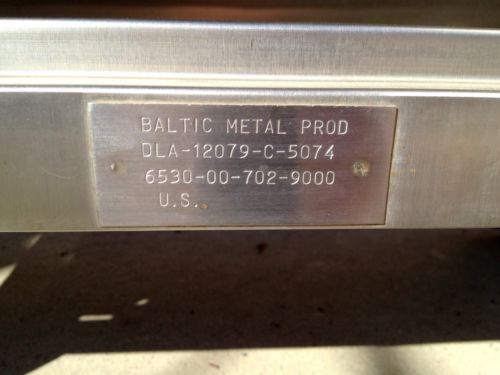 BALTIC METAL PROD
DLA-12079-C-5074
6530-00-702-9000
U.S.